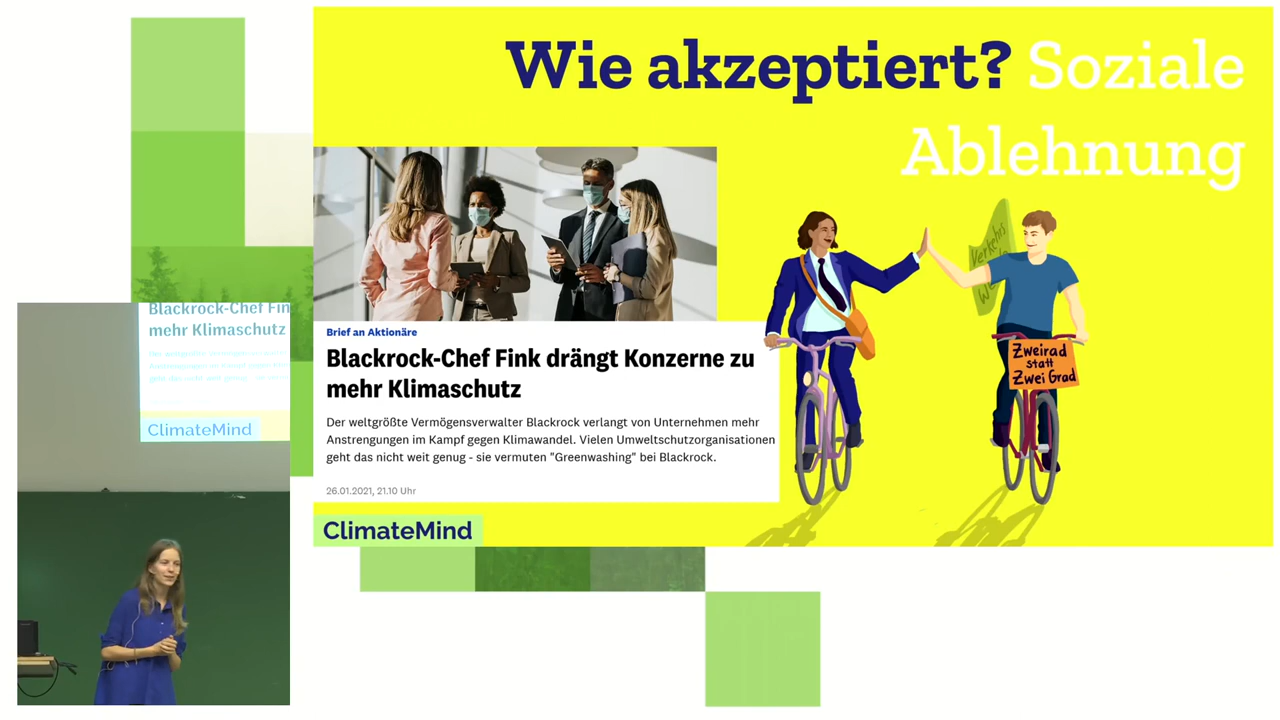 Wie akzeptiert? Soziale
Ablehnung
Brief an Aktionäre
Blackrock-Chef Fink drängt Konzerne zu
mehr Klimaschutz
Der weltgrößte Vermögensverwalter Blackrock verlangt von Unternehmen mehr
Anstrengungen im Kampf gegen Klimawandel. Vielen Umweltschutzorganisationen
geht das nicht weit genug - sie vermuten "Greenwashing" bei Blackrock.
26.01.2021, 21.10 Uhr
ClimateMind
Verkehrs
We
Zweirad
statt
Zwei Grad
Blackrock-Chef Fin
mehr Klimaschutz
ClimateMind